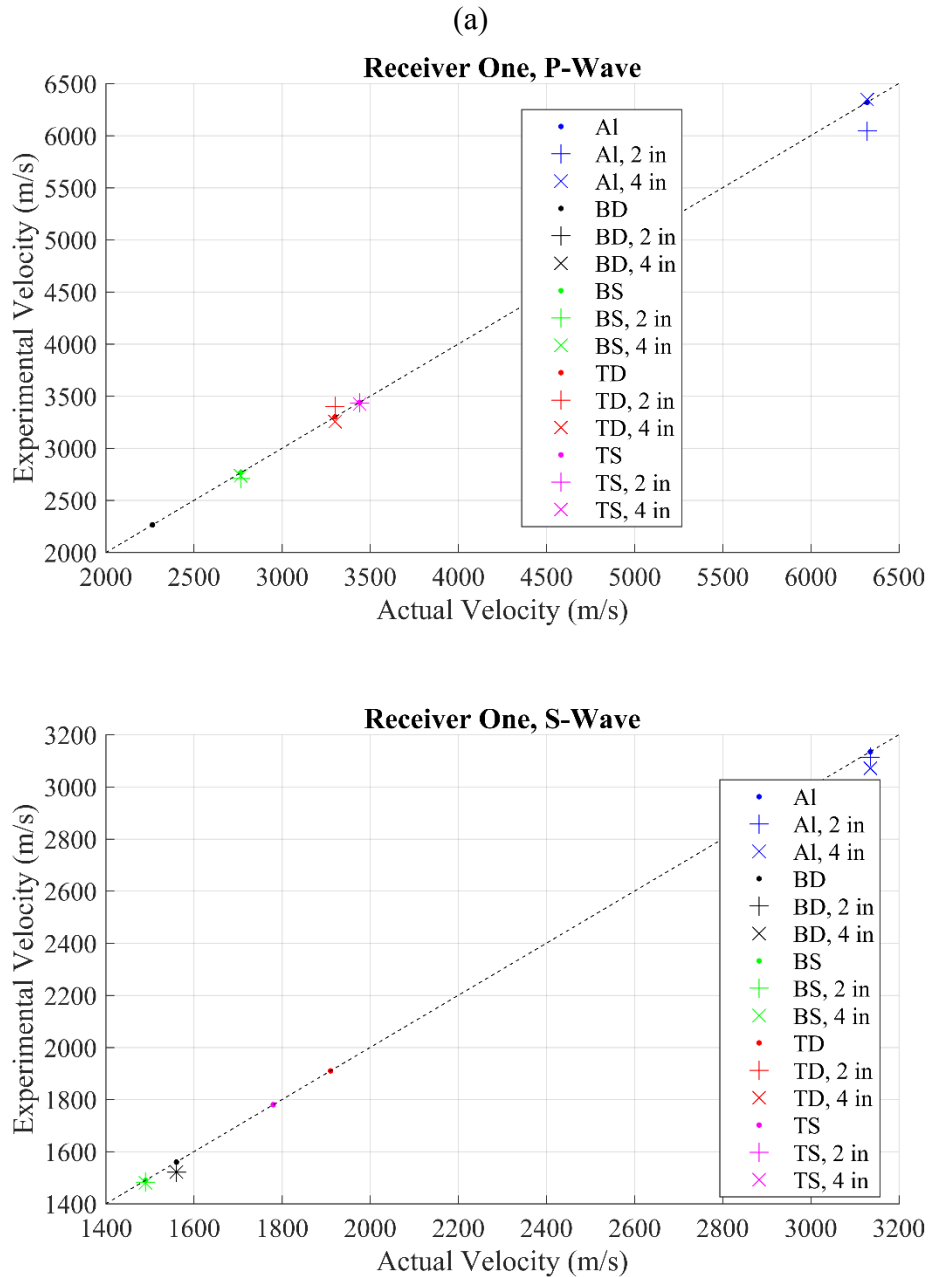 (a)
Receiver One, P-Wave
6500
6000
5500
5000
4500
4000
3500
3000
2500
2000
Experimental Velocity (m/s)
Al
Al, 2 in
Al, 4 in
BD
BD, 2 in
BD, 4 in
BS
BS, 2 in
BS, 4 in
TD
TD, 2 in
TD, 4 in
TS
TS, 2 in
TS, 4 in
2000 2500 3000 3500 4000 4500 5000 5500 6000 6500
Actual Velocity (m/s)
Receiver One, S-Wave
3200
3000
2800
2600
2400
2200
2000
1800
1600
1400
Experimental Velocity (m/s)
Al
Al, 2 in
Al, 4 in
BD
BD, 2 in
BD, 4 in
BS
BS, 2 in
BS, 4 in
TD
TD, 2 in
TD, 4 in
TS
TS, 2 in
TS, 4 in
1400 1600 1800 2000 2200 2400 2600 2800 3000 3200
Actual Velocity (m/s)